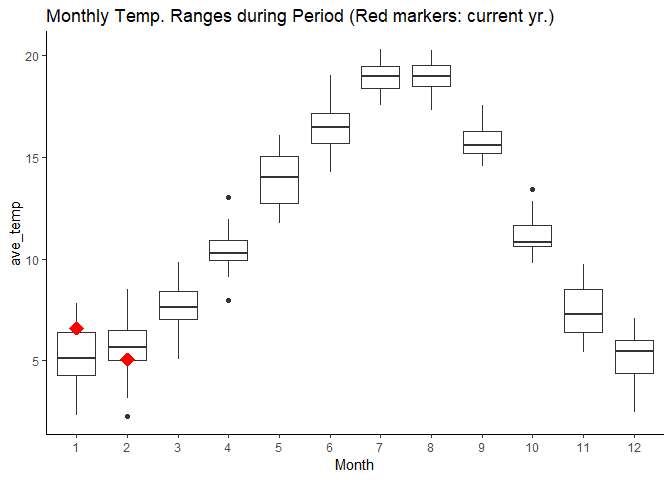 Monthly Temp. Ranges during Period (Red markers: current yr.)
20
15
10
5
ave_temp
1 2 3 4 5 6 7 8 9 10 11 12
Month